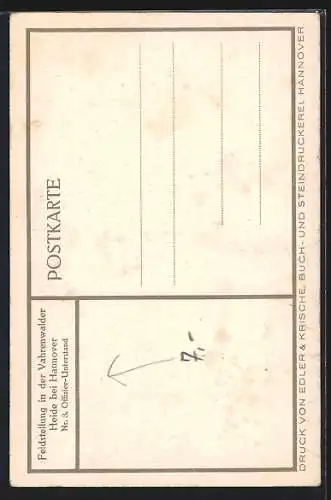 Feldstellung in der Vahrenwalder
Heide bei Hannover
Nr. 3. Offizier-Unterstand
POSTKARTE
7,-
DRUCK VON EDLER & KRISCHE, BUCH- UND STEINDRUCKEREI, HANNOVER